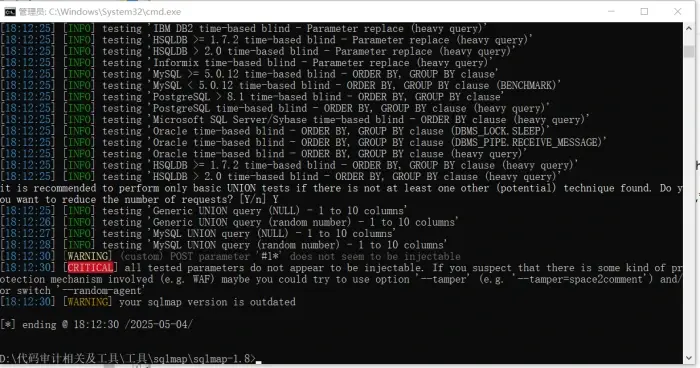 管理员: C:\Windows\System32\cmd.exe
[18:12:25] [INFO] testing 'IBM DB2 time-based blind - Parameter replace (heavy query)'
[18:12:25] [INFO] testing 'HSQLDB >= 1.7.2 time-based blind - Parameter replace (heavy query)'
[18:12:25] [INFO] testing 'HSQLDB > 2.0 time-based blind - Parameter replace (heavy query)'
[18:12:25] [INFO] testing 'Informix time-based blind - Parameter replace (heavy query)'
[18:12:25] [INFO] testing 'MySQL >= 5.0.12 time-based blind - ORDER BY, GROUP BY clause'
[18:12:25] [INFO] testing 'MySQL < 5.0.12 time-based blind - ORDER BY, GROUP BY clause (BENCHMARK)'
[18:12:25] [INFO] testing 'PostgreSQL > 8.1 time-based blind - ORDER BY, GROUP BY clause'
[18:12:25] [INFO] testing 'PostgreSQL time-based blind - ORDER BY, GROUP BY clause (heavy query)'
[18:12:25] [INFO] testing 'Microsoft SQL Server/Sybase time-based blind - ORDER BY, GROUP BY clause (heavy query)'
[18:12:25] [INFO] testing 'Oracle time-based blind - ORDER BY, GROUP BY clause (DBMS_LOCK.SLEEP)'
[18:12:25] [INFO] testing 'Oracle time-based blind - ORDER BY, GROUP BY clause (DBMS_PIPE.RECEIVE_MESSAGE)'
[18:12:25] [INFO] testing 'Oracle time-based blind - ORDER BY, GROUP BY clause (heavy query)'
[18:12:25] [INFO] testing 'HSQLDB >= 1.7.2 time-based blind - ORDER BY, GROUP BY clause (heavy query)'
[18:12:25] [INFO] testing 'HSQLDB > 2.0 time-based blind - ORDER BY, GROUP BY clause (heavy query)'
it is recommended to perform only basic UNION tests if there is not at least one other (potential) technique found. Do y
ou want to reduce the number of requests? [Y/n] Y
[18:12:25] [INFO] testing 'Generic UNION query (NULL) - 1 to 10 columns'
[18:12:26] [INFO] testing 'Generic UNION query (random number) - 1 to 10 columns'
[18:12:27] [INFO] testing 'MySQL UNION query (NULL) - 1 to 10 columns'
[18:12:28] [INFO] testing 'MySQL UNION query (random number) - 1 to 10 columns'
[18:12:30] [WARNING] (custom) POST parameter '#1*' does not seem to be injectable
[18:12:30] [CRITICAL] all tested parameters do not appear to be injectable. If you suspect that there is some kind of pr
otection mechanism involved (e.g. WAF) maybe you could try to use option '--tamper' (e.g. '--tamper=space2comment') and/
or switch '--random-agent'
[18:12:30] [WARNING] your sqlmap version is outdated
[*] ending @ 18:12:30 /2025-05-04/
D:\代码审计相关及工具\工具\sqlmap\sqlmap-1.8>